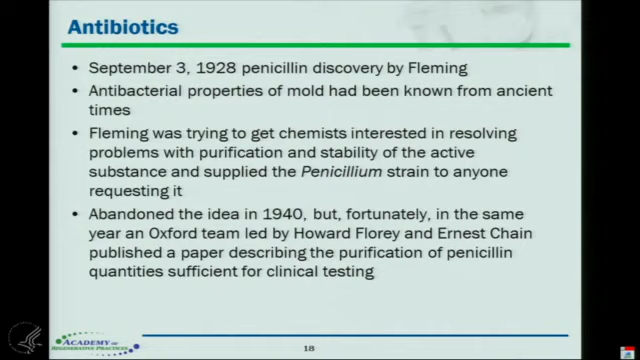 Antibiotics
• September 3, 1928 penicillin discovery by Fleming
• Antibacterial properties of mold had been known from ancient
times
• Fleming was trying to get chemists interested in resolving
problems with purification and stability of the active
substance and supplied the Penicillium strain to anyone
requesting it
• Abandoned the idea in 1940, but, fortunately, in the same
year an Oxford team led by Howard Florey and Ernest Chain
published a paper describing the purification of penicillin
quantities sufficient for clinical testing
ACADEMY OF
REGENERATIVE PRACTICES
18